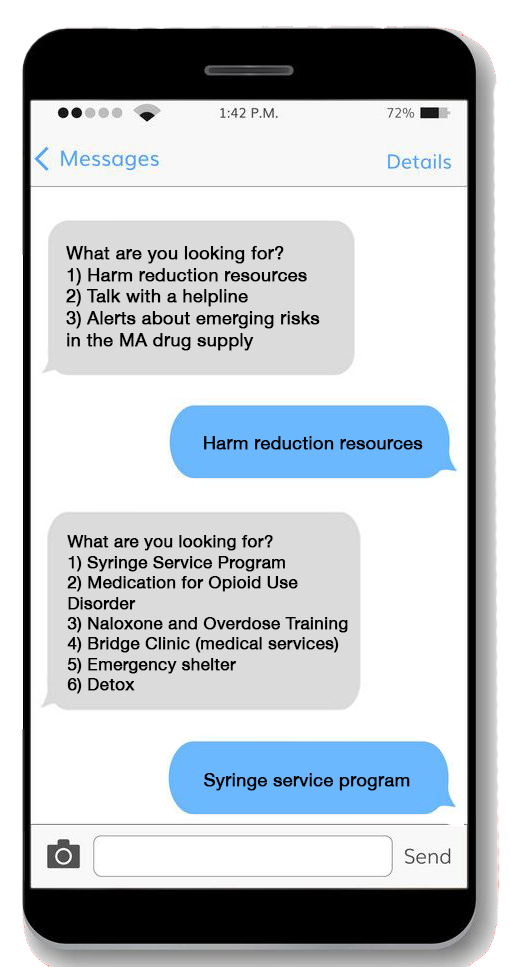 1:42 P.M. 72%
Messages Details
What are you looking for?
1) Harm reduction resources
2) Talk with a helpline
3) Alerts about emerging risks
in the MA drug supply
Harm reduction resources
What are you looking for?
1) Syringe Service Program
2) Medication for Opioid Use
Disorder
3) Naloxone and Overdose Training
4) Bridge Clinic (medical services)
5) Emergency shelter
6) Detox
Syringe service program
Send